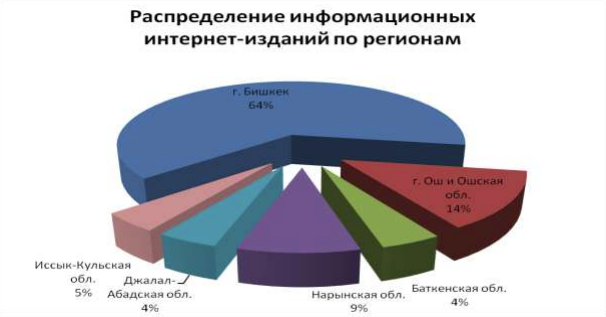 Распределение информационных
интернет-изданий по регионам
г. Бишкек
64%
г. Ош и Ошская
обл.
14%
Баткенская обл.
4%
Нарынская обл.
9%
Джалал-
Абадская обл.
4%
Иссык-Кульская
обл.
5%